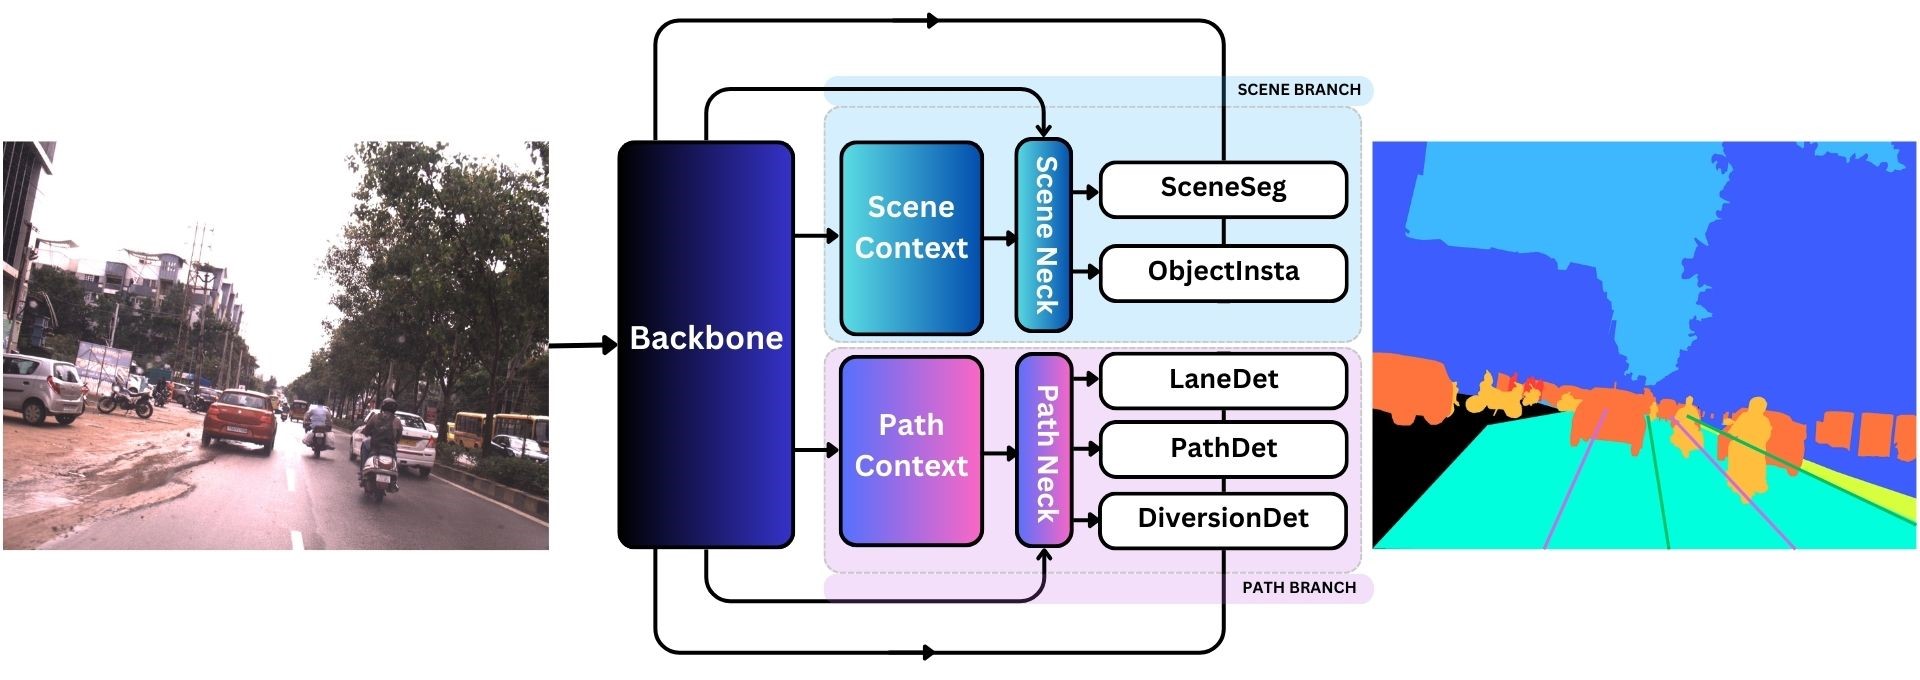 SCENE BRANCH
Backbone
Scene
Context
Scene Neck
SceneSeg
ObjectInsta
Path
Context
Path Neck
LaneDet
PathDet
DiversionDet
PATH BRANCH